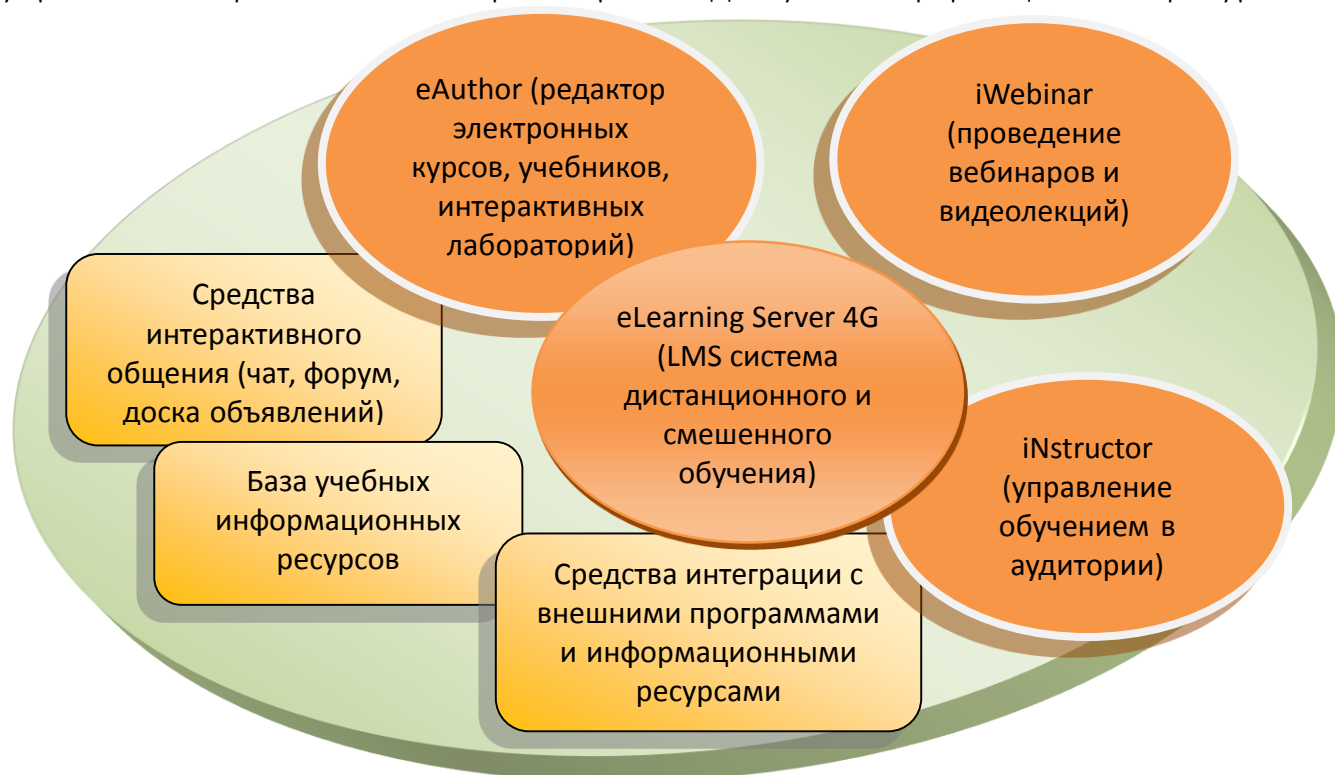 eAuthor (редактор
электронных
курсов, учебников,
интерактивных
лабораторий)
iWebinar
(проведение
вебинаров и
видеолекций)
Средства
интерактивного
общения (чат, форум,
доска объявлений)
eLearning Server 4G
(LMS система
дистанционного и
смешенного
обучения)
База учебных
информационных
ресурсов
iNstructor
(управление
обучением в
аудитории)
Средства интеграции с
внешними программами
и информационными
ресурсами